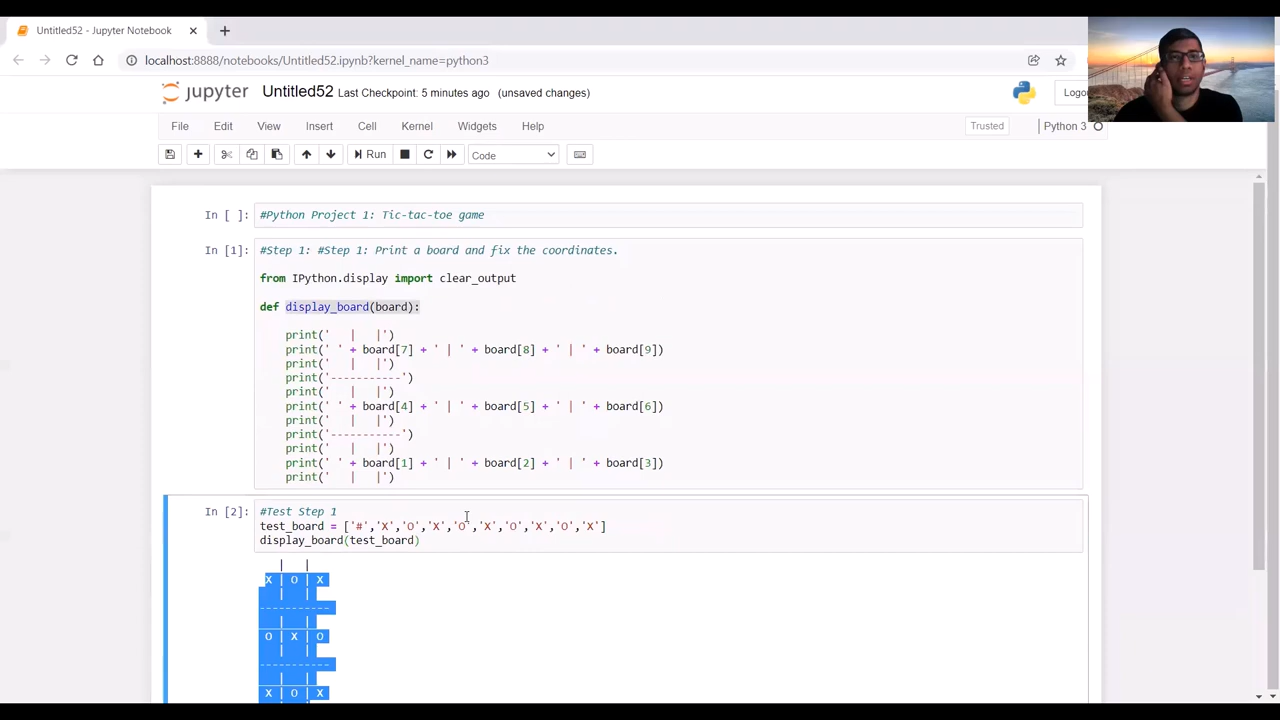 Untitled52 - Jupyter Notebook
localhost:8888/notebooks/Untitled52.ipynb?kernel_name=python3
jupyter Untitled52 Last Checkpoint: 5 minutes ago (unsaved changes) Logou
File Edit View Insert Cell Kernel Widgets Help Trusted Python 3
Run Code
In [ ]: #Python Project 1: Tic-tac-toe game
In [1]: #Step 1: #Step 1: Print a board and fix the coordinates.
from IPython.display import clear_output
def display_board(board):
print('   |   |')
print(' ' + board[7] + ' | ' + board[8] + ' | ' + board[9])
print('   |   |')
print('-----------')
print('   |   |')
print(' ' + board[4] + ' | ' + board[5] + ' | ' + board[6])
print('   |   |')
print('-----------')
print('   |   |')
print(' ' + board[1] + ' | ' + board[2] + ' | ' + board[3])
print('   |   |')
In [2]: #Test Step 1
test_board = ['#','X','O','X','O','X','O','X','O','X']
display_board(test_board)
   |   |
 X | O | X
   |   |
-----------
   |   |
 O | X | O
   |   |
-----------
   |   |
 X | O | X